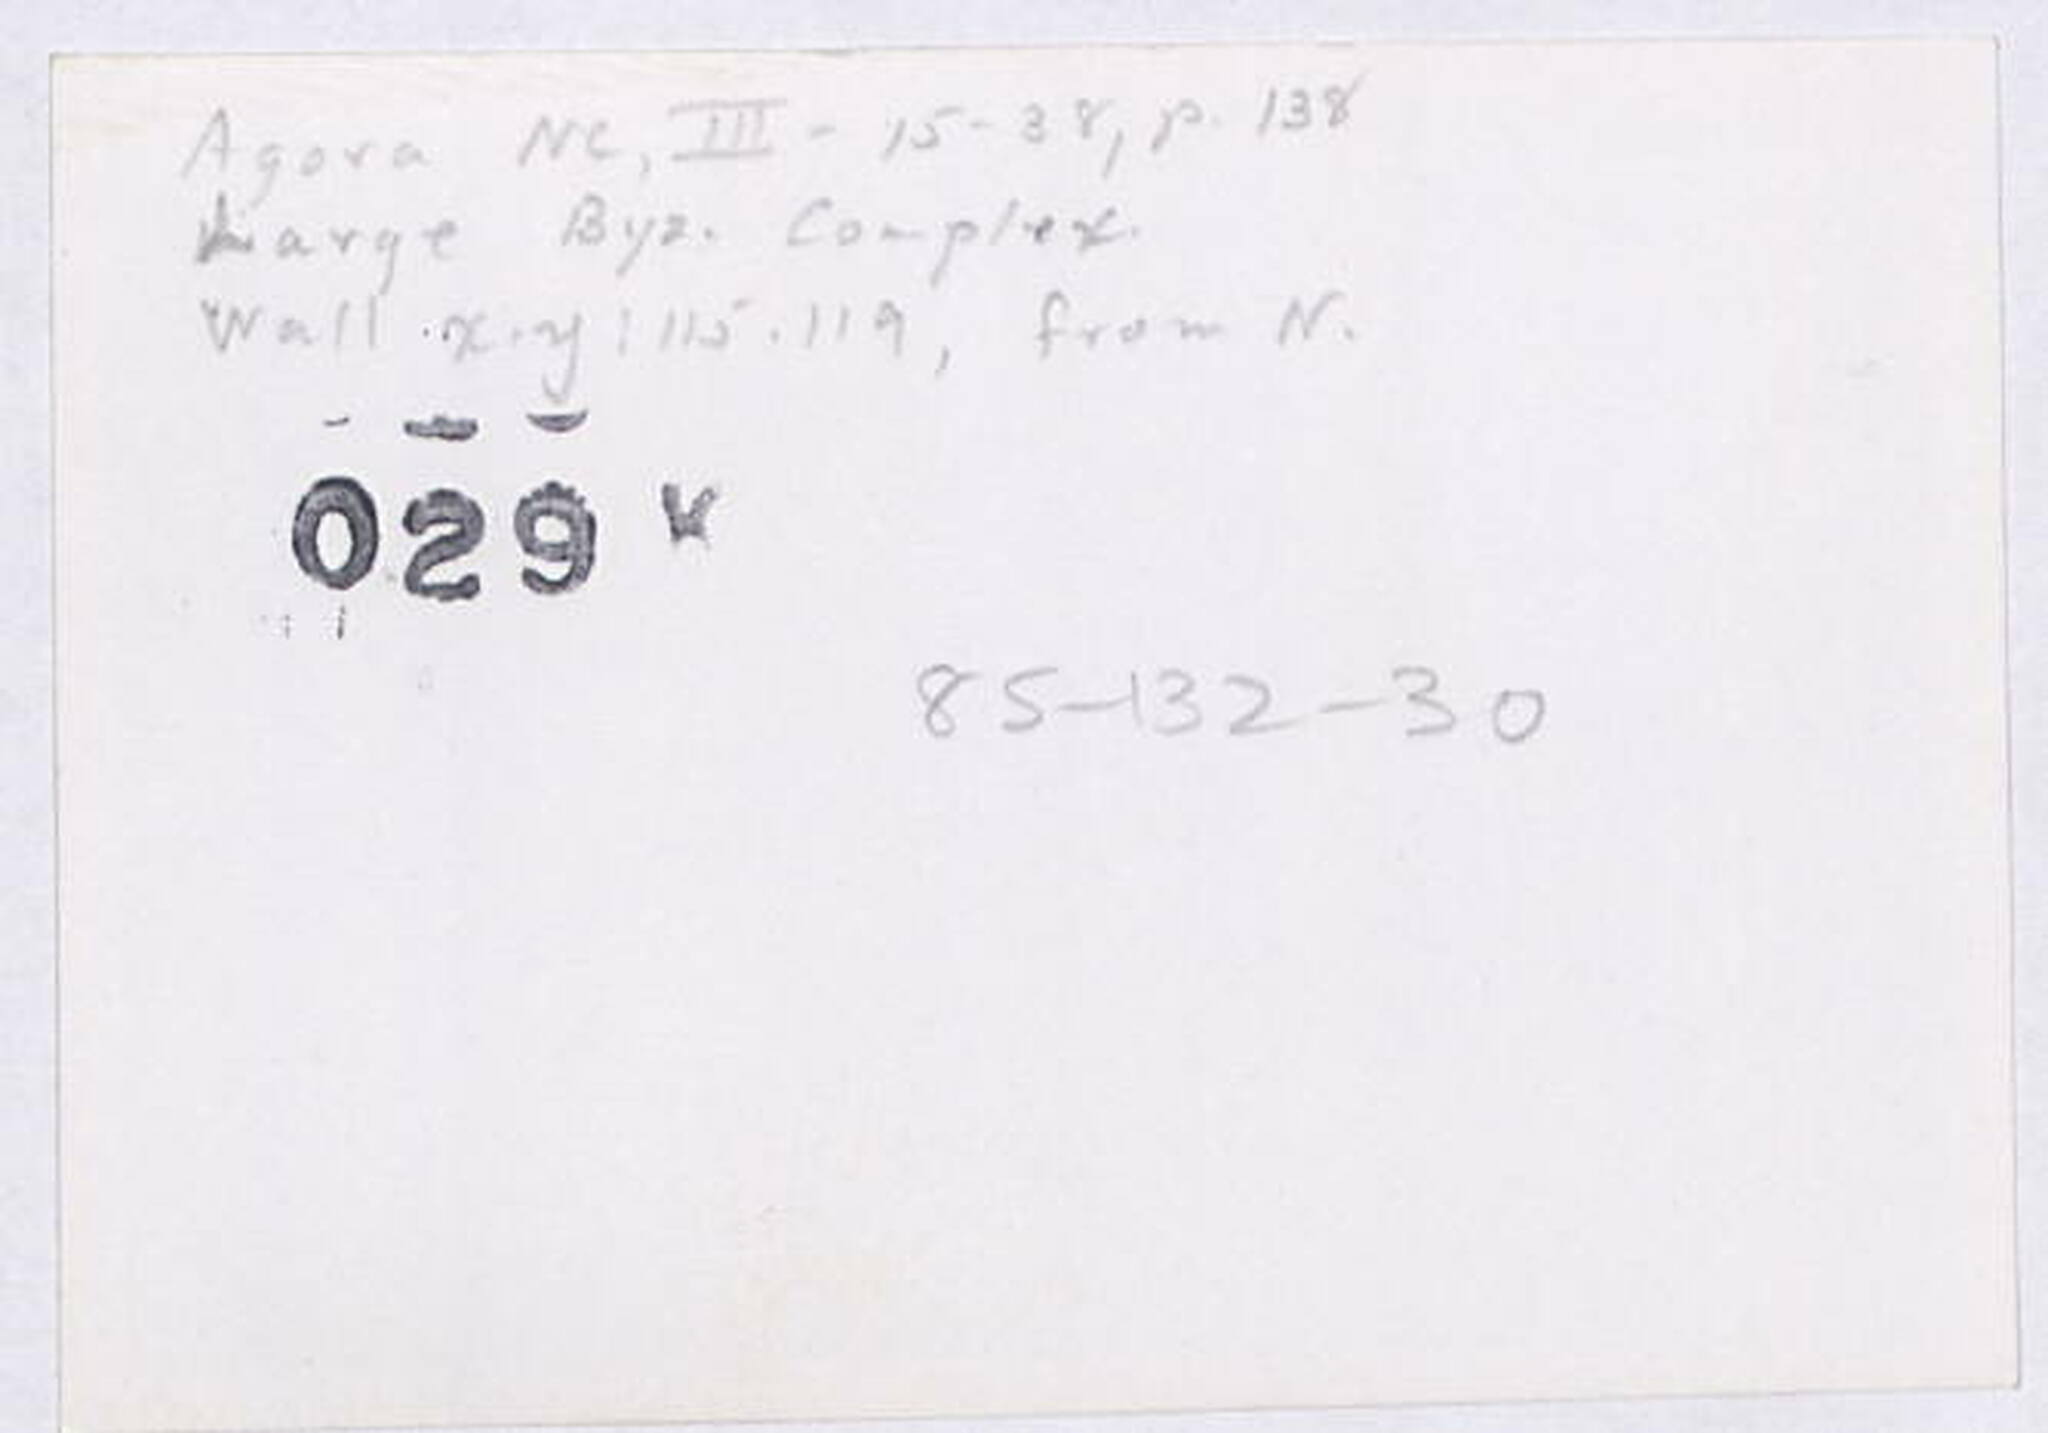 Agora NC, III - 15-38, p. 138
Large Byz. Complex.
Wall x.y: 115.119, from N.
029 K
85-132-30